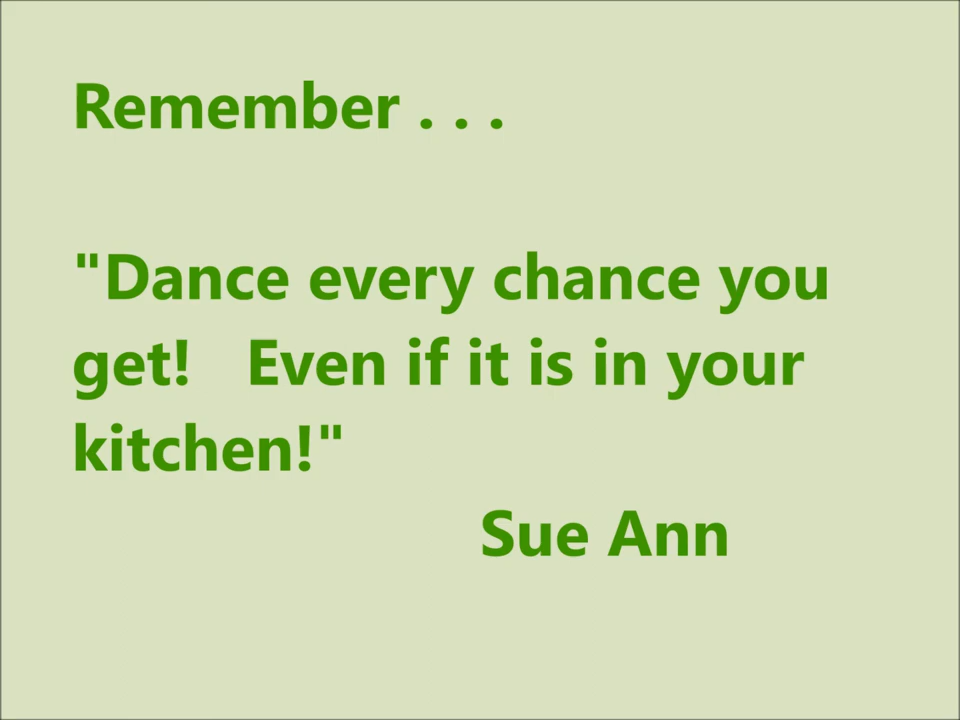 Remember . . .
"Dance every chance you
get!   Even if it is in your
kitchen!"
Sue Ann